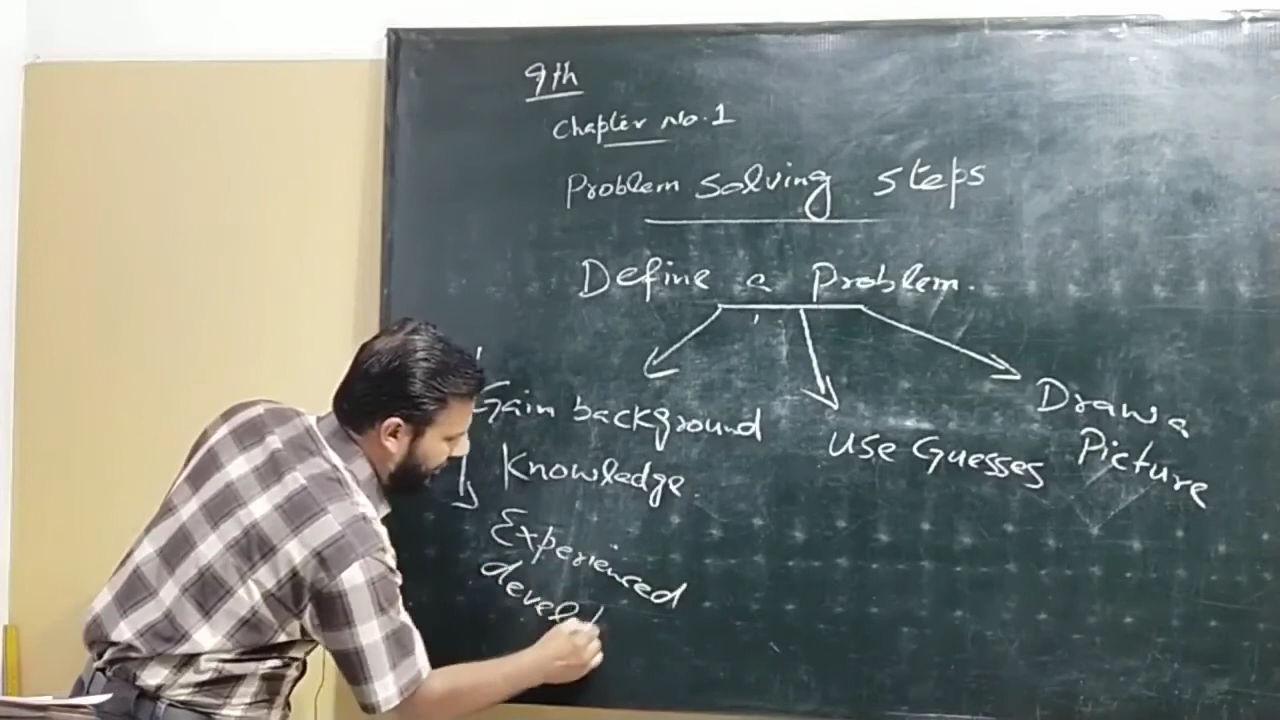 9th
Chapter No.1
Problem solving steps
Define a Problem.
Gain background
Knowledge.
Use Guesses
Draw a
Picture
Experienced